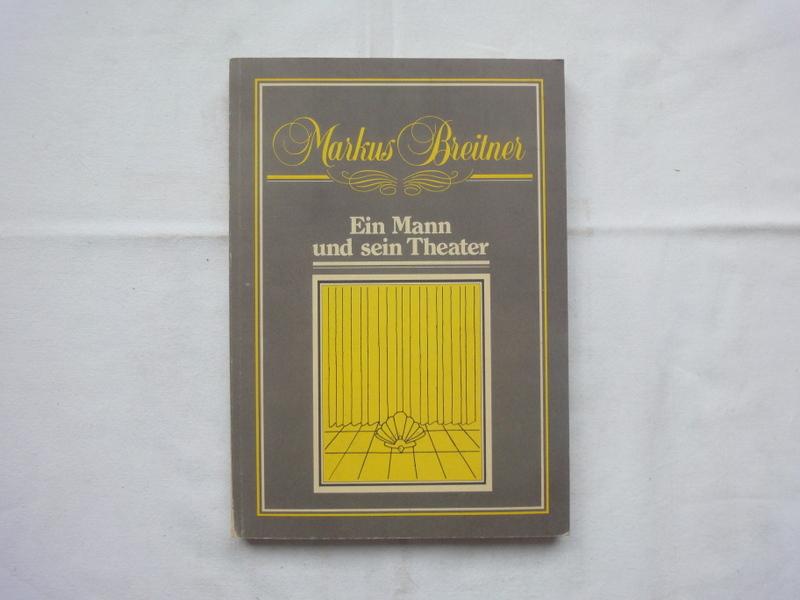 Markus Breitner
Ein Mann
und sein Theater